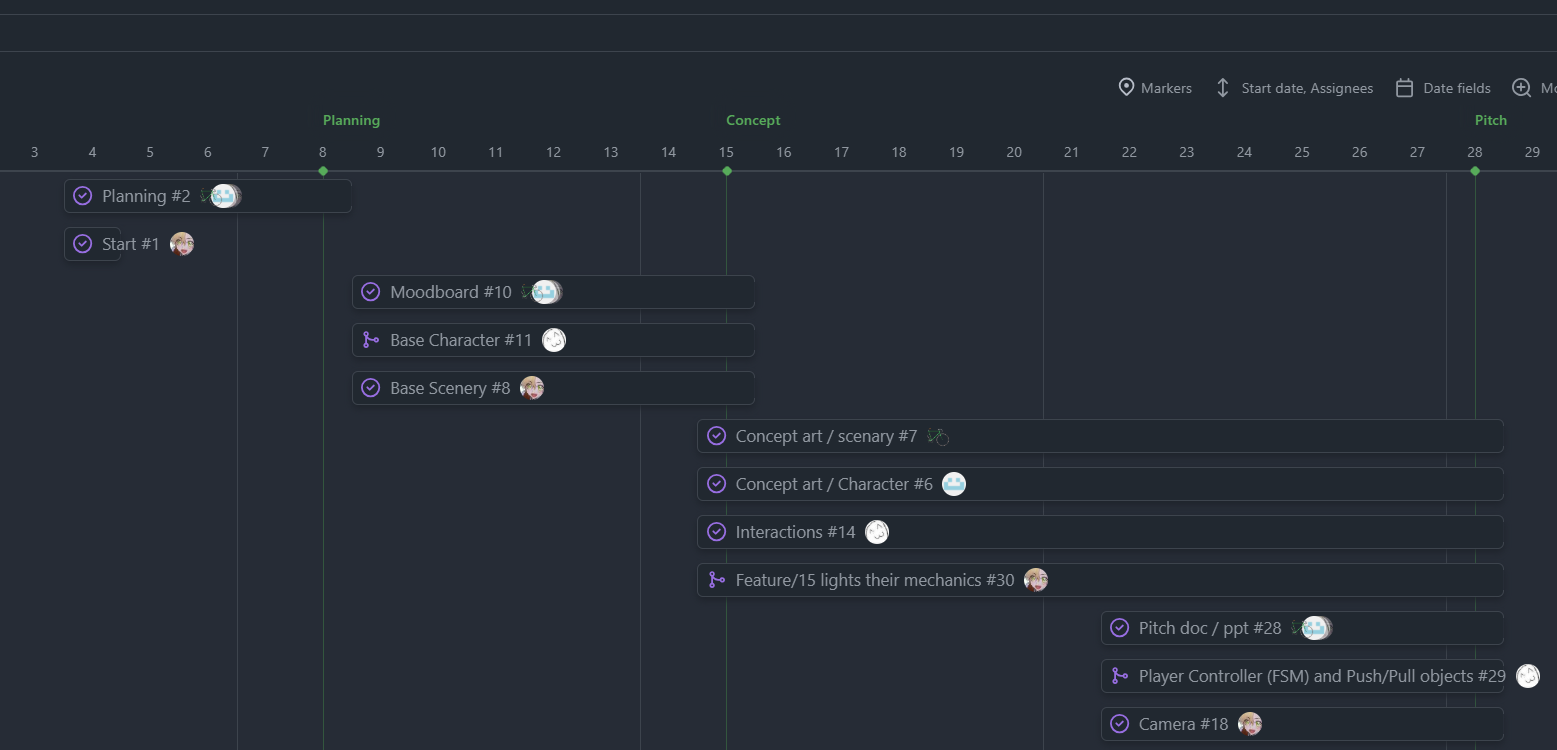 Markers Start date, Assignees Date fields
Planning Concept Pitch
3 4 5 6 7 8 9 10 11 12 13 14 15 16 17 18 19 20 21 22 23 24 25 26 27 28 29
Planning #2
Start #1
Moodboard #10
Base Character #11
Base Scenery #8
Concept art / scenary #7
Concept art / Character #6
Interactions #14
Feature/15 lights their mechanics #30
Pitch doc / ppt #28
Player Controller (FSM) and Push/Pull objects #29
Camera #18